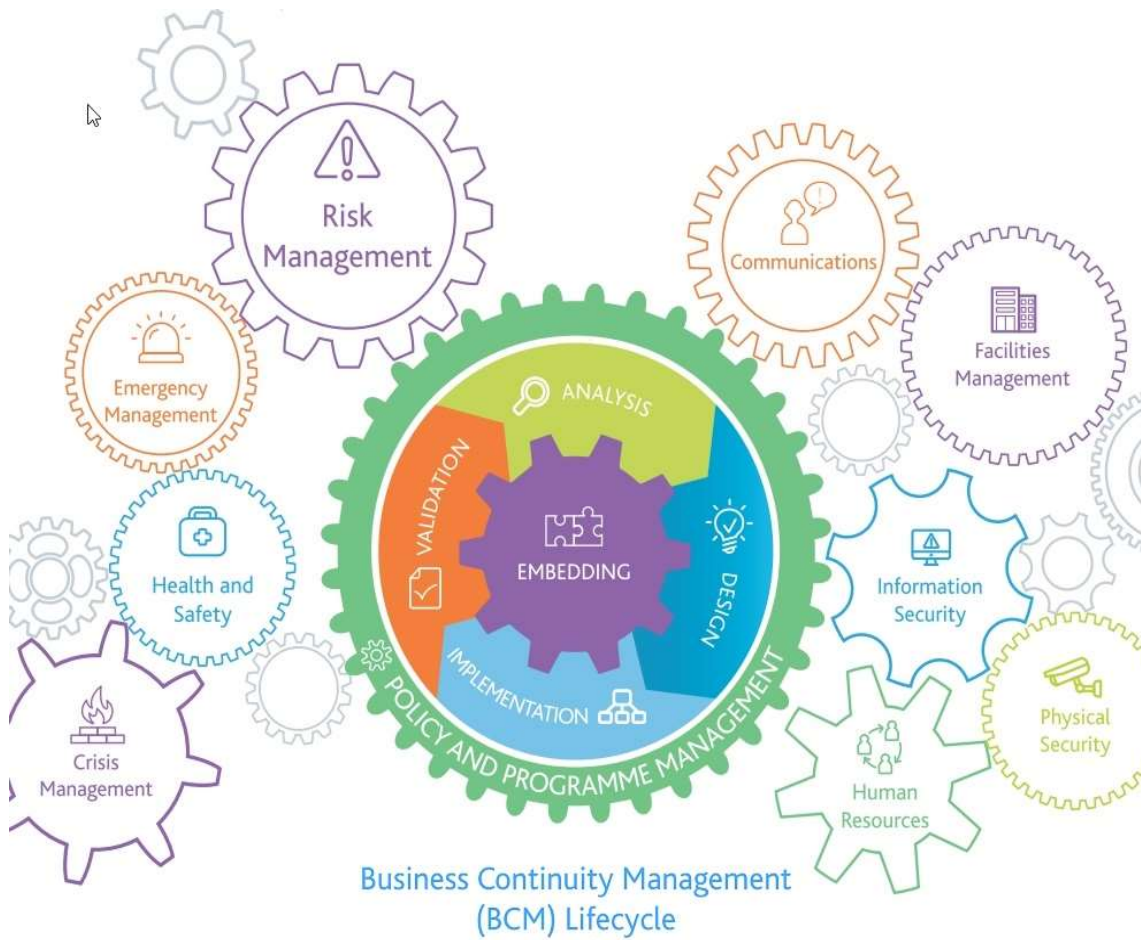 Risk
Management
Communications
Facilities
Management
Emergency
Management
ANALYSIS
VALIDATION
EMBEDDING
DESIGN
IMPLEMENTATION
POLICY AND PROGRAMME MANAGEMENT
Health and
Safety
Information
Security
Crisis
Management
Physical
Security
Human
Resources
Business Continuity Management
(BCM) Lifecycle